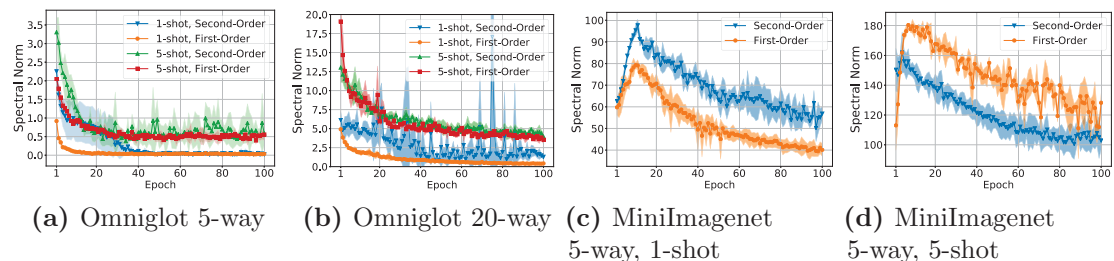 3.5
3.0
2.5
2.0
1.5
1.0
0.5
0.0
Spectral Norm
1-shot, Second-Order
1-shot, First-Order
5-shot, Second-Order
5-shot, First-Order
1 20 40 60 80 100
Epoch
(a) Omniglot 5-way
20.0
17.5
15.0
12.5
10.0
7.5
5.0
2.5
0.0
Spectral Norm
1-shot, Second-Order
1-shot, First-Order
5-shot, Second-Order
5-shot, First-Order
1 20 40 60 80 100
Epoch
(b) Omniglot 20-way
100
90
80
70
60
50
40
Spectral Norm
Second-Order
First-Order
1 20 40 60 80 100
Epoch
(c) MiniImagenet
5-way, 1-shot
180
160
140
120
100
Spectral Norm
Second-Order
First-Order
1 20 40 60 80 100
Epoch
(d) MiniImagenet
5-way, 5-shot